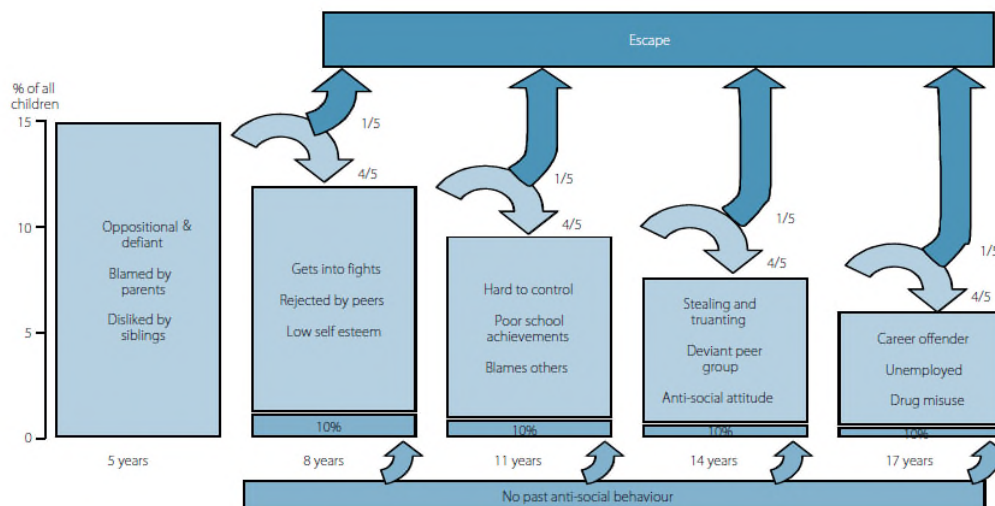 Escape
% of all
children
15
10
5
0
1/5
4/5
1/5
4/5
1/5
4/5
1/5
4/5
Oppositional &
defiant
Blamed by
parents
Disliked by
siblings
Gets into fights
Rejected by peers
Low self esteem
Hard to control
Poor school
achievements
Blames others
Stealing and
truanting
Deviant peer
group
Anti-social attitude
Career offender
Unemployed
Drug misuse
10%
10%
10%
10%
5 years
8 years
11 years
14 years
17 years
No past anti-social behaviour